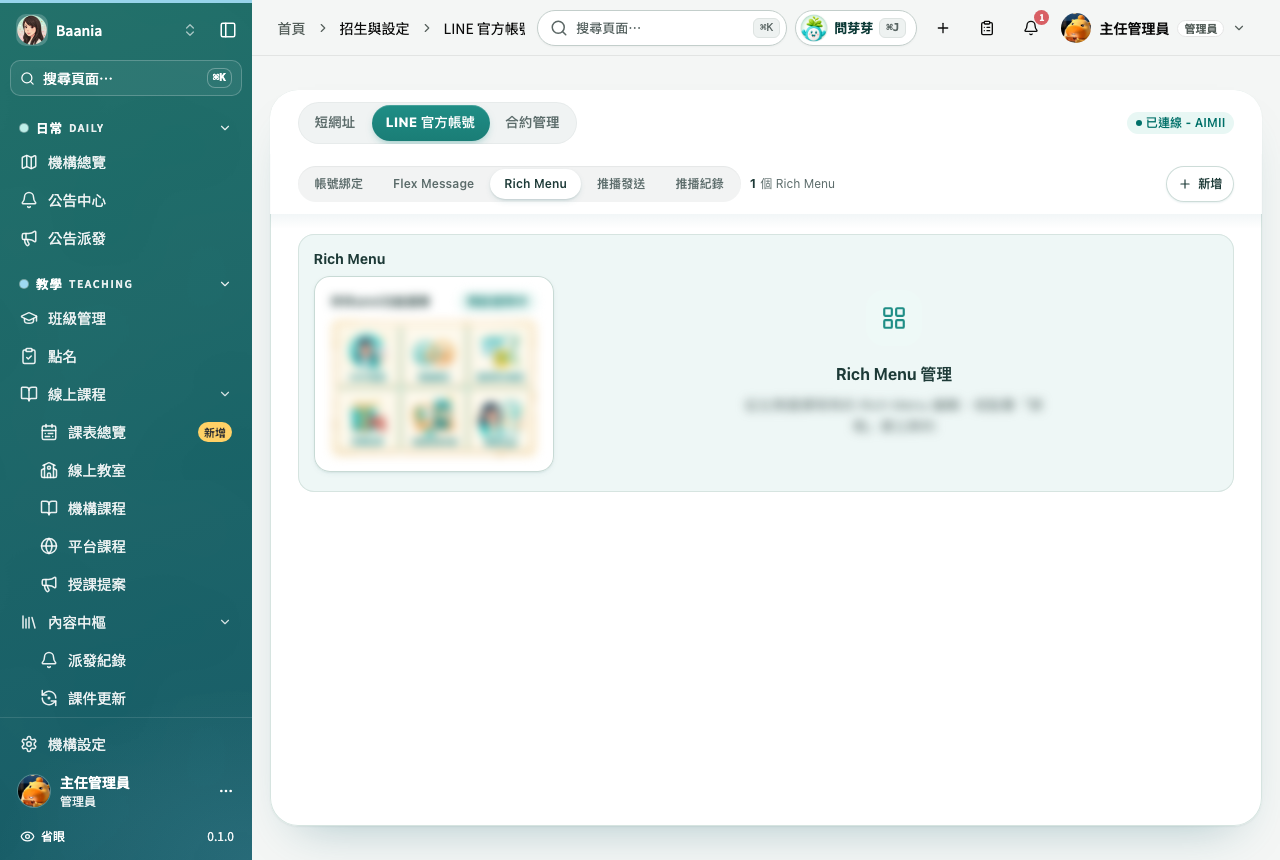 Baania
搜尋頁面⋯ ⌘K
日常 DAILY
機構總覽
公告中心
公告派發
教學 TEACHING
班級管理
點名
線上課程
課表總覽 新增
線上教室
機構課程
平台課程
授課提案
內容中樞
派發紀錄
課件更新
機構設定
主任管理員
管理員
省眼 0.1.0
首頁 招生與設定 LINE 官方帳號 搜尋頁面⋯ ⌘K 問芽芽 ⌘J 1 主任管理員 管理員
短網址 LINE 官方帳號 合約管理 已連線 - AIMII
帳號綁定 Flex Message Rich Menu 推播發送 推播紀錄 1 個 Rich Menu 新增
Rich Menu
Rich Menu 管理